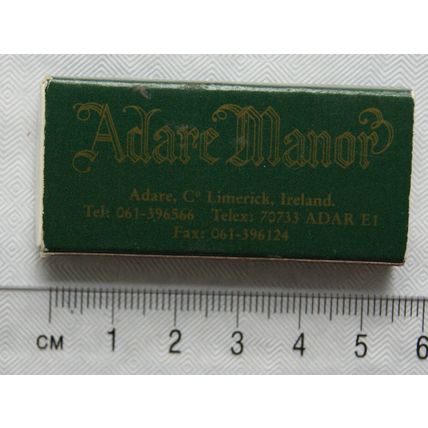 Adare Manor
Adare, Cº Limerick, Ireland.
Tel: 061-396566 Telex: 70733 ADAR E1
Fax: 061-396124
CM 1 2 3 4 5 6